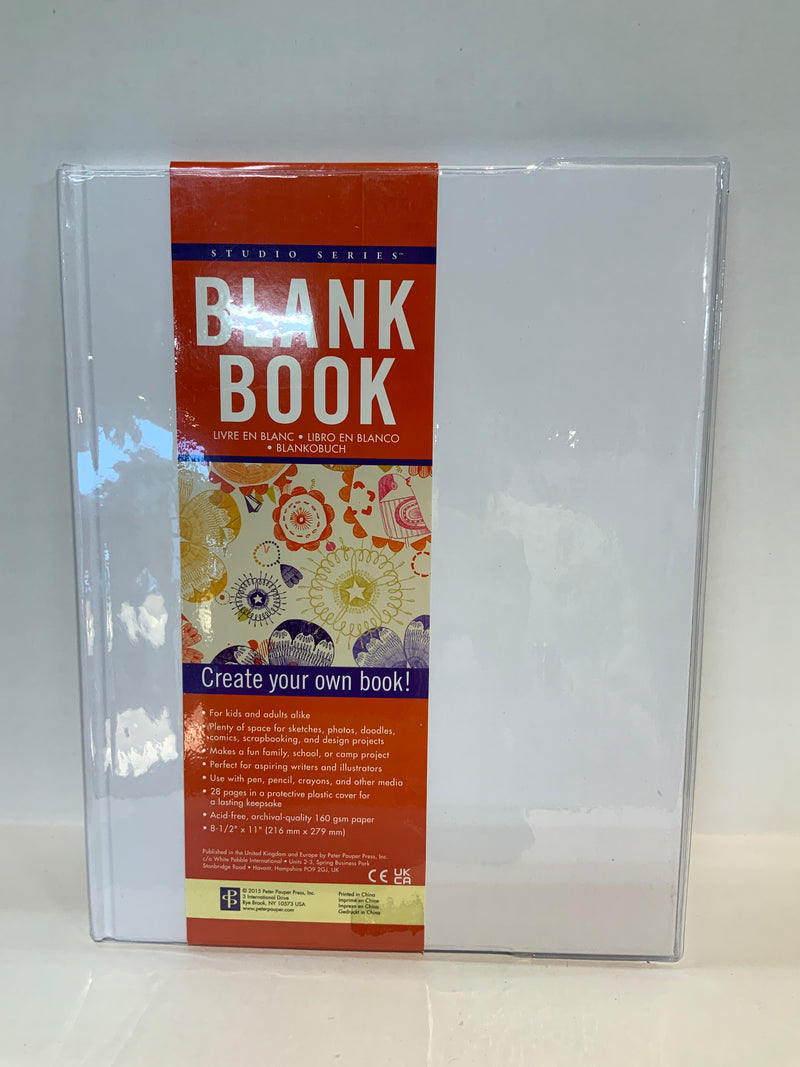 STUDIO SERIES™
BLANK
BOOK
LIVRE EN BLANC • LIBRO EN BLANCO
• BLANKOBUCH
Create your own book!
• For kids and adults alike
• Plenty of space for sketches, photos, doodles,
comics, scrapbooking, and design projects
• Makes a fun family, school, or camp project
• Perfect for aspiring writers and illustrators
• Use with pen, pencil, crayons, and other media
• 28 pages in a protective plastic cover for
a lasting keepsake
• Acid-free, archival-quality 160 gsm paper
• 8-1/2" x 11" (216 mm x 279 mm)
Published in the United Kingdom and Europe by Peter Pauper Press, Inc.
c/o White Pebble International • Units 2-3, Spring Business Park
Stanbridge Road • Havant, Hampshire PO9 2GJ, UK
CE UK
CA
© 2015 Peter Pauper Press, Inc.
3 International Drive
Rye Brook, NY 10573 USA
www.peterpauper.com
Printed in China
Imprimé en Chine
Impreso en China
Gedruckt in China